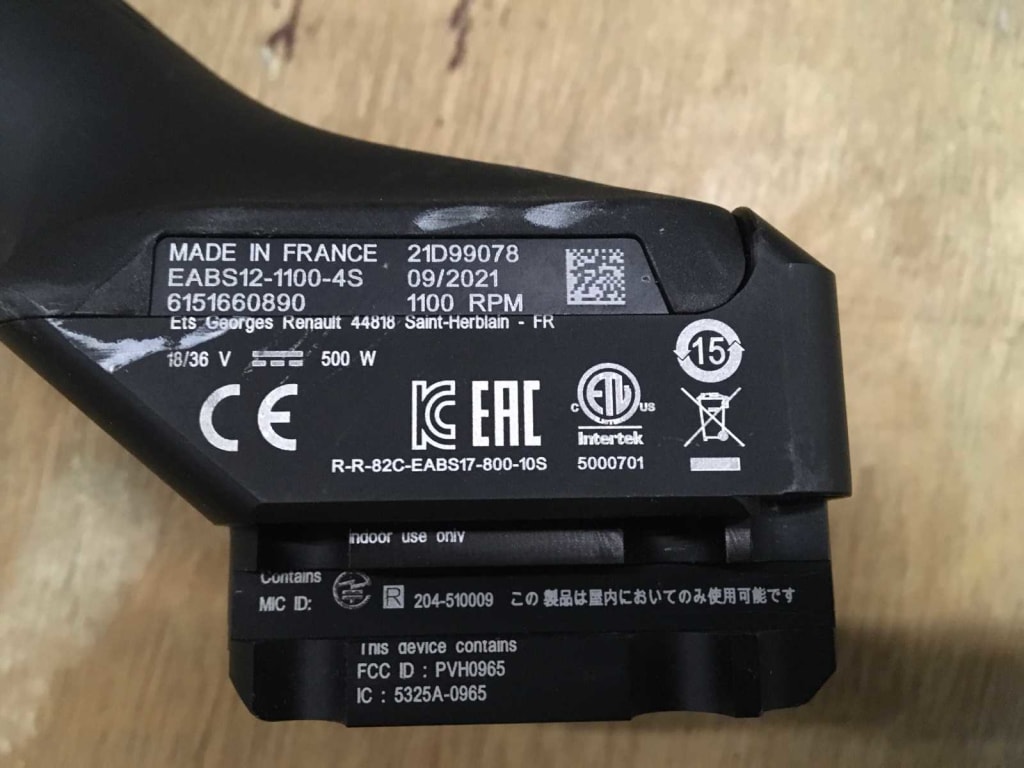 MADE IN FRANCE 21D99078
EABS12-1100-4S 09/2021
6151660890 1100 RPM
Ets Georges Renault 44818 Saint-Herblain - FR
18/36 V 500 W
15
CE
KC EAC
ETL
C US
Intertek
R-R-82C-EABS17-800-10S 5000701
Indoor use only
Contains
MIC ID: R 204-510009 この 製品は屋内においてのみ使用可能です
This device contains
FCC ID : PVH0965
IC : 5325A-0965